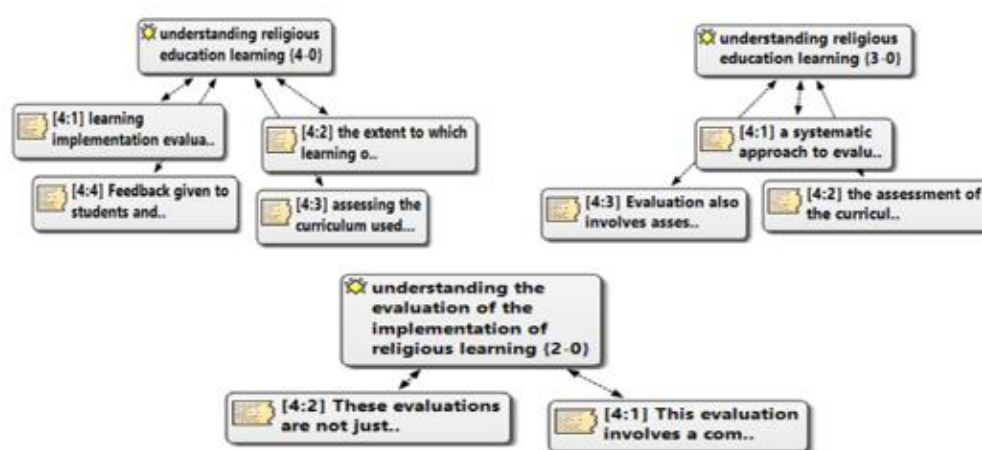 understanding religious
education learning {4-0}
[4:1] learning
implementation evalua..
[4:2] the extent to which
learning o..
[4:4] Feedback given to
students and..
[4:3] assessing the
curriculum used...
understanding religious
education learning {3-0}
[4:1] a systematic
approach to evalu..
[4:3] Evaluation also
involves asses..
[4:2] the assessment of
the curricul..
understanding the
evaluation of the
implementation of
religious learning {2-0}
[4:2] These evaluations
are not just..
[4:1] This evaluation
involves a com..